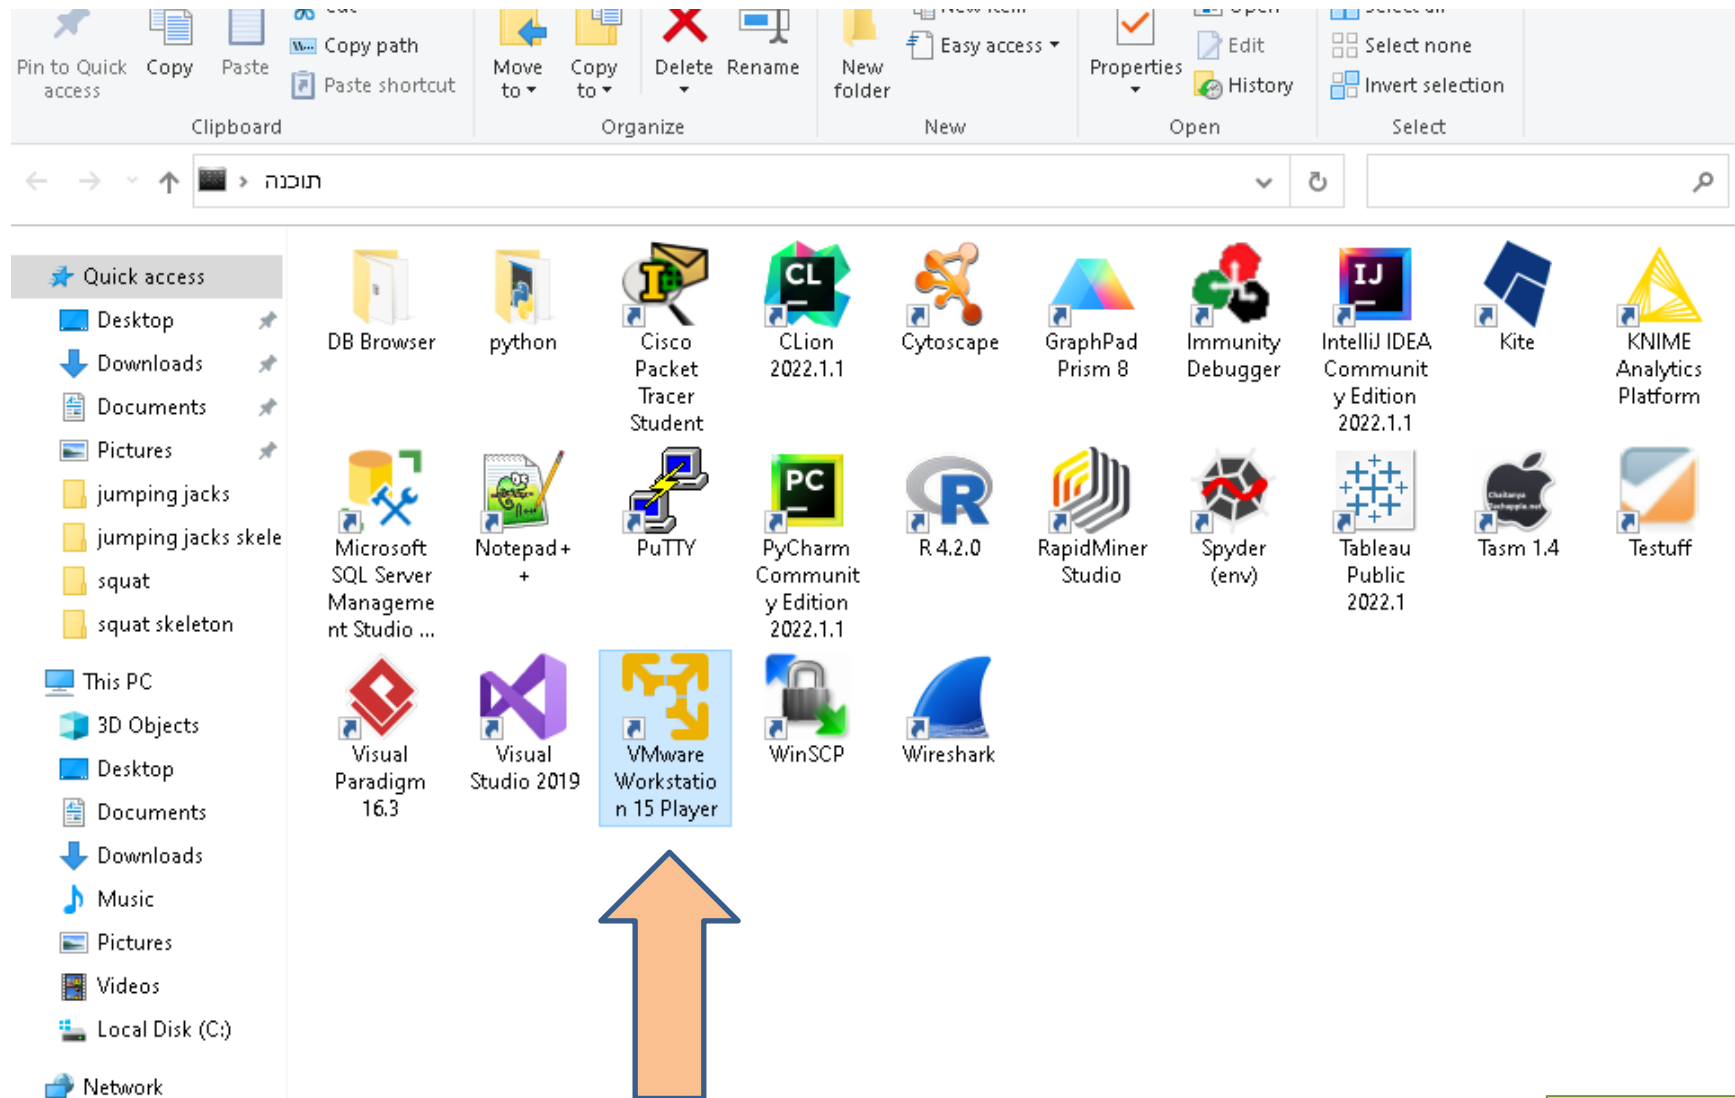 Copy path
Paste shortcut
Pin to Quick access
Copy
Paste
Move to
Copy to
Delete
Rename
New folder
Easy access
Properties
Open
Edit
History
Select all
Select none
Invert selection
Clipboard
Organize
New
Open
Select
תוכנה
Quick access
Desktop
Downloads
Documents
Pictures
jumping jacks
jumping jacks skele
squat
squat skeleton
This PC
3D Objects
Desktop
Documents
Downloads
Music
Pictures
Videos
Local Disk (C:)
Network
DB Browser
python
Cisco
Packet
Tracer
Student
CLion
2022.1.1
Cytoscape
GraphPad
Prism 8
Immunity
Debugger
IntelliJ IDEA
Communit
y Edition
2022.1.1
Kite
KNIME
Analytics
Platform
Microsoft
SQL Server
Manageme
nt Studio ...
Notepad+
+
PuTTY
PyCharm
Communit
y Edition
2022.1.1
R 4.2.0
RapidMiner
Studio
Spyder
(env)
Tableau
Public
2022.1
Tasm 1.4
Testuff
Visual
Paradigm
16.3
Visual
Studio 2019
VMware
Workstatio
n 15 Player
WinSCP
Wireshark